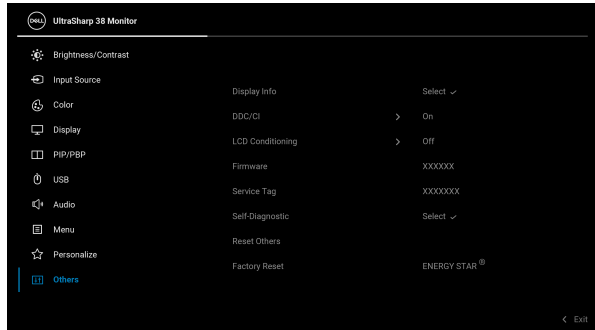 DELL UltraSharp 38 Monitor
Brightness/Contrast
Input Source
Color
Display
PIP/PBP
USB
Audio
Menu
Personalize
Others
Display Info Select ✓
DDC/CI > On
LCD Conditioning > Off
Firmware XXXXXX
Service Tag XXXXXXX
Self-Diagnostic Select ✓
Reset Others
Factory Reset ENERGY STAR ®
< Exit